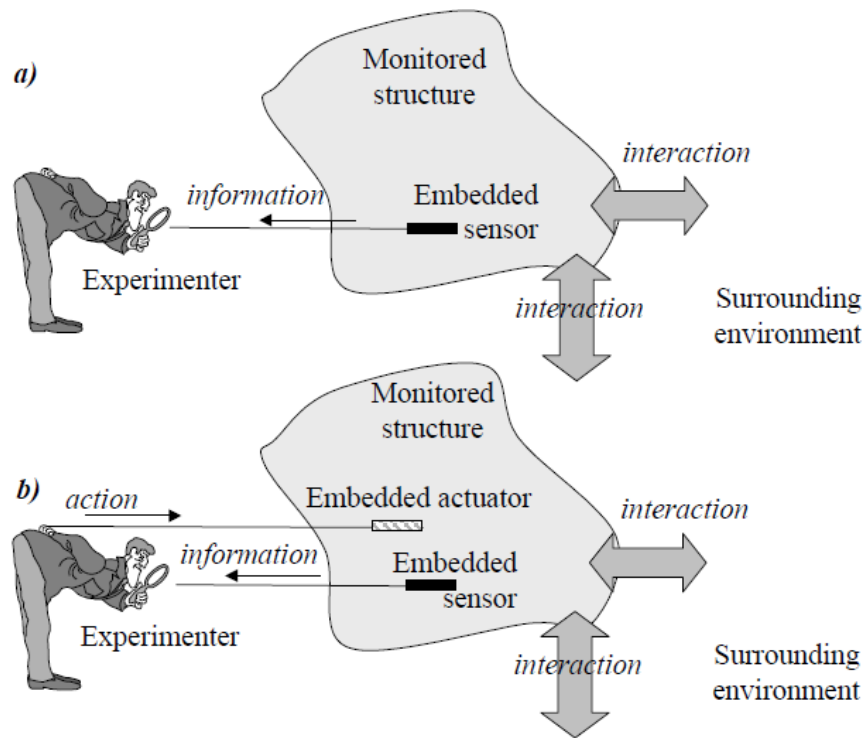 a)
Monitored
structure
interaction
information
Embedded
sensor
Experimenter
interaction
Surrounding
environment
Monitored
structure
b)
action
Embedded actuator
interaction
information
Embedded
sensor
Experimenter
interaction
Surrounding
environment